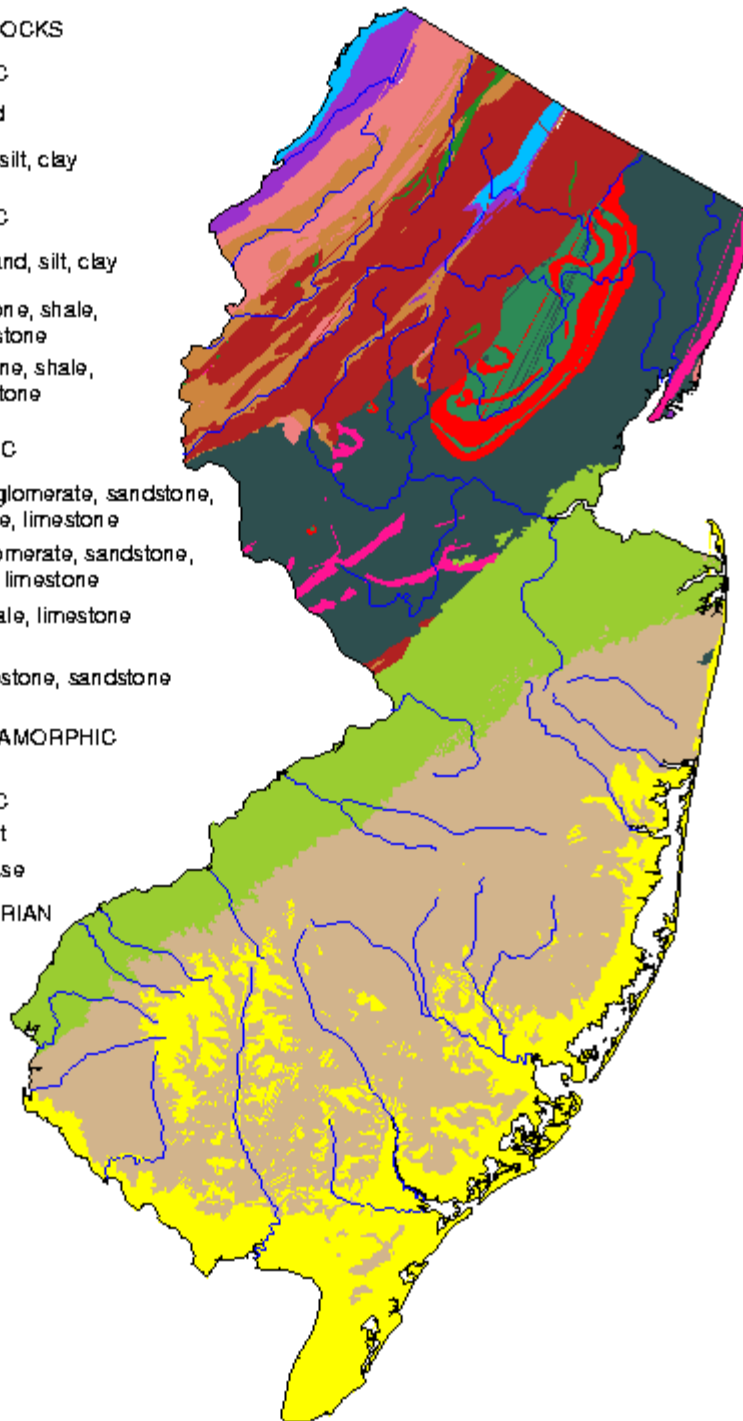 OCKS
C
d
silt, clay
C
and, silt, clay
one, shale,
stone
ne, shale,
tone
C
glomerate, sandstone,
e, limestone
omerate, sandstone,
limestone
ale, limestone
stone, sandstone
AMORPHIC
C
t
se
RIAN